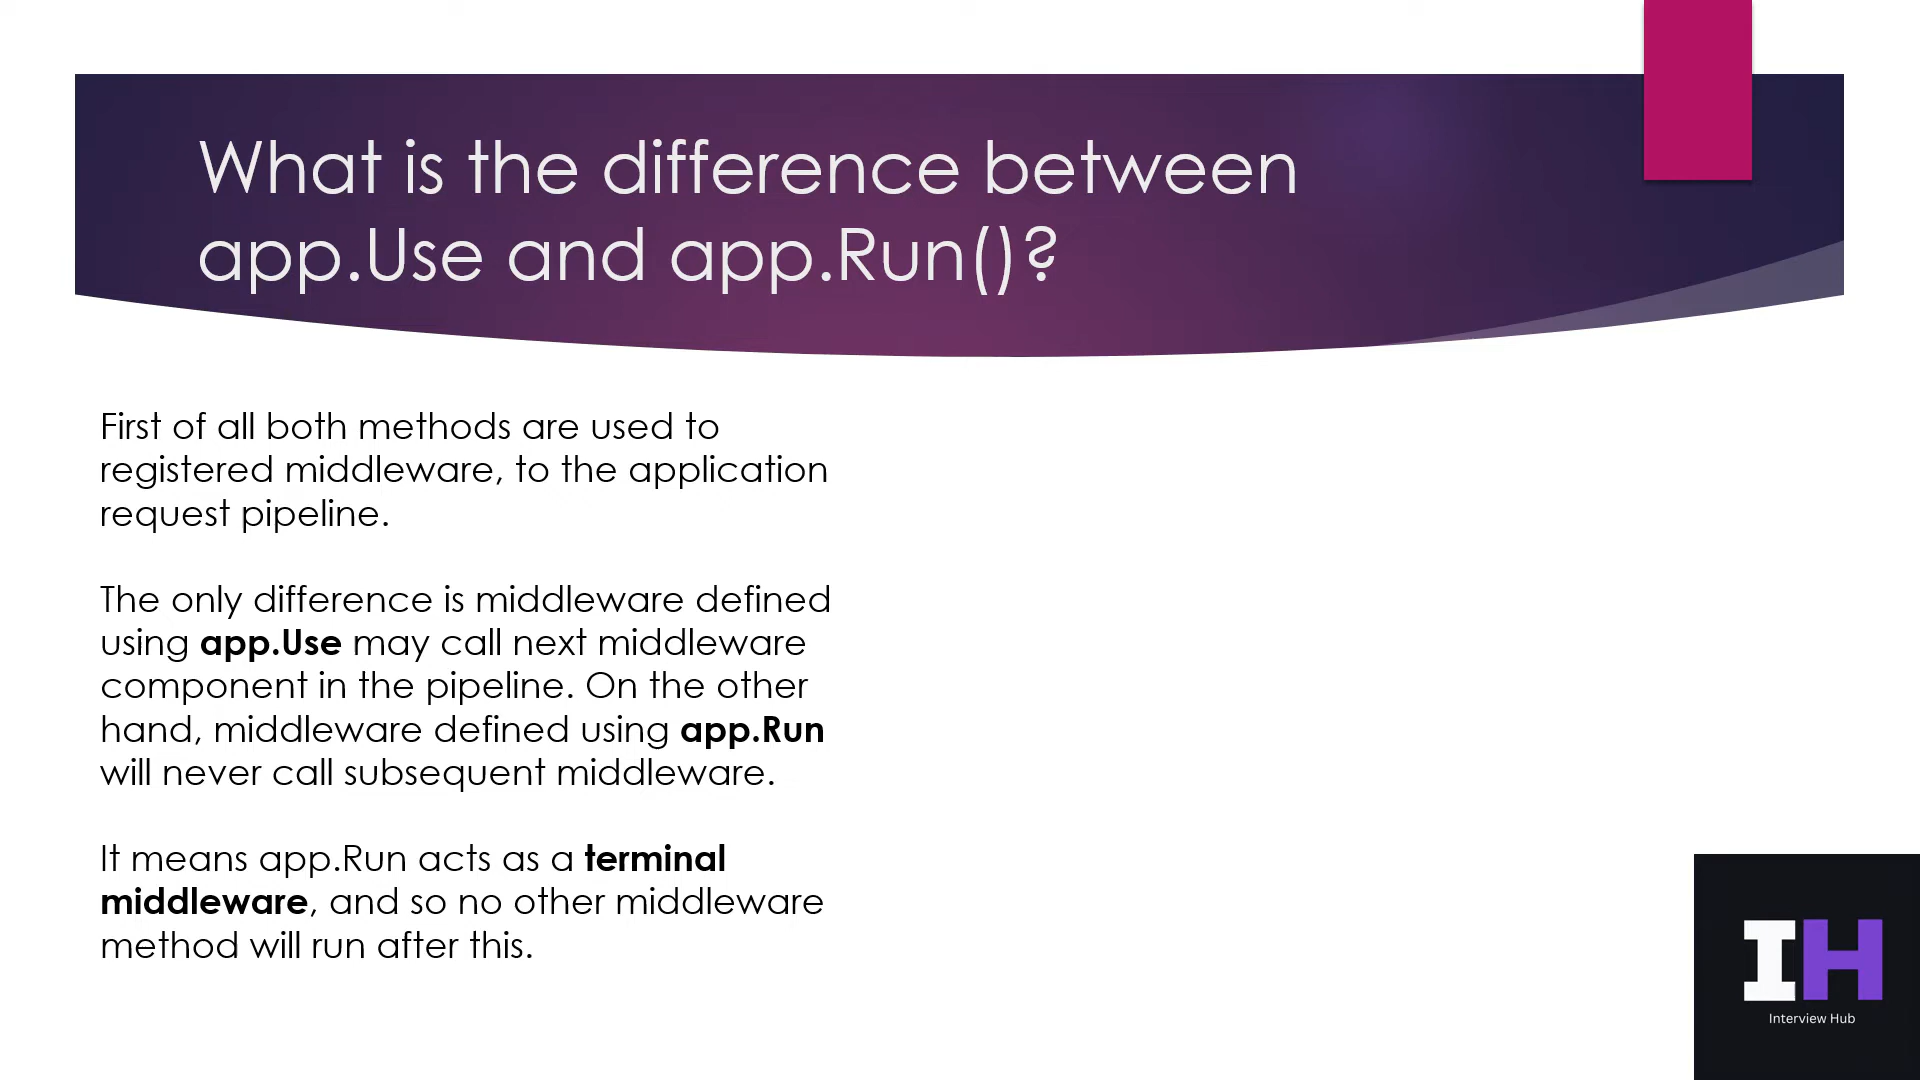 What is the difference between
app.Use and app.Run()?
First of all both methods are used to
registered middleware, to the application
request pipeline.
The only difference is middleware defined
using app.Use may call next middleware
component in the pipeline. On the other
hand, middleware defined using app.Run
will never call subsequent middleware.
It means app.Run acts as a terminal
middleware, and so no other middleware
method will run after this.
IH
Interview Hub